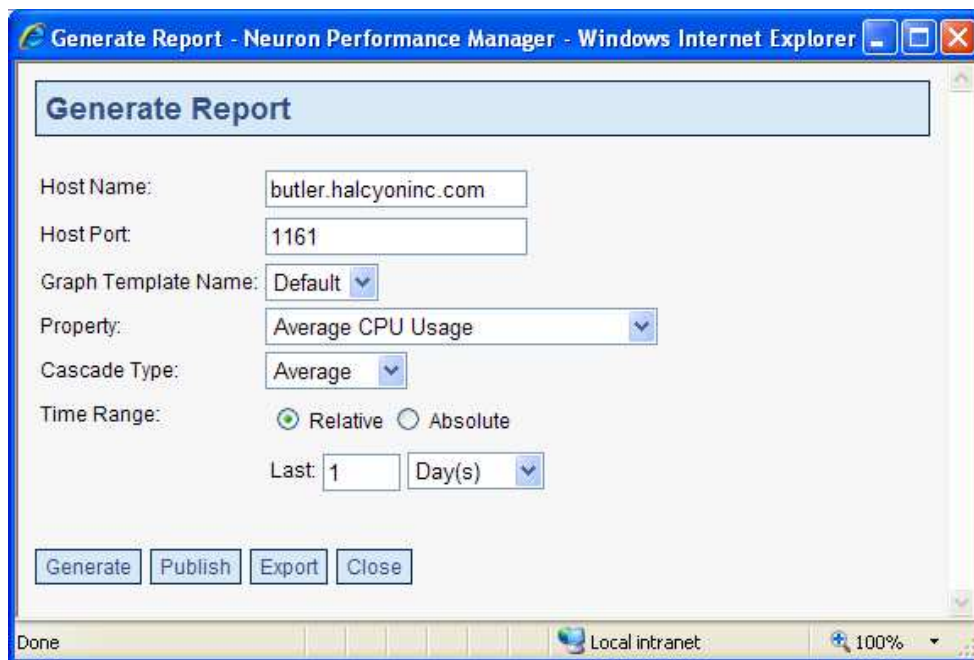 Generate Report - Neuron Performance Manager - Windows Internet Explorer
Generate Report
Host Name: butler.halcyoninc.com
Host Port: 1161
Graph Template Name: Default
Property: Average CPU Usage
Cascade Type: Average
Time Range: Relative Absolute
Last: 1 Day(s)
Generate Publish Export Close
Done Local intranet 100%